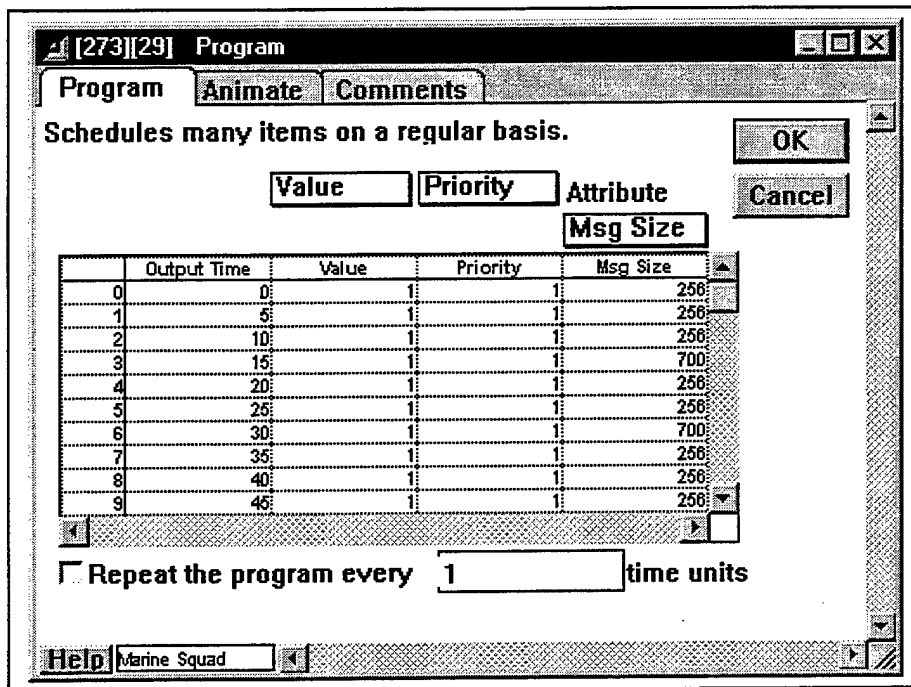 [273][29] Program
Program Animate Comments
Schedules many items on a regular basis.
OK
Value Priority Attribute
Cancel
Msg Size
Output Time Value Priority Msg Size
0 0 1 1 256
1 5 1 1 256
2 10 1 1 256
3 15 1 1 700
4 20 1 1 256
5 25 1 1 256
6 30 1 1 700
7 35 1 1 256
8 40 1 1 256
9 45 1 1 256
Repeat the program every 1 time units
Help Marine Squad